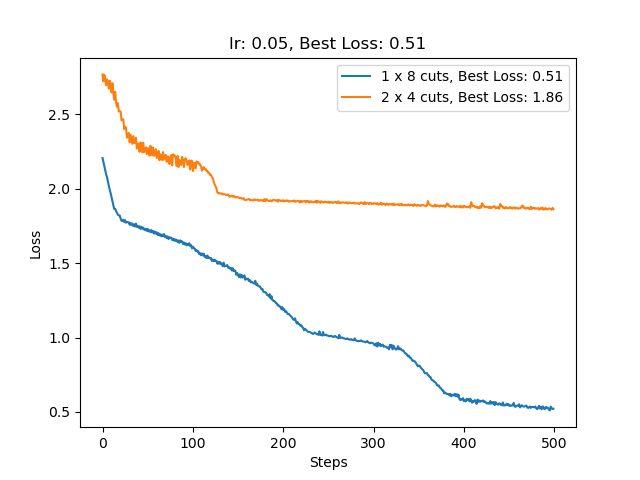 lr: 0.05, Best Loss: 0.51
1 x 8 cuts, Best Loss: 0.51
2 x 4 cuts, Best Loss: 1.86
Loss
2.5
2.0
1.5
1.0
0.5
0
100
200
300
400
500
Steps